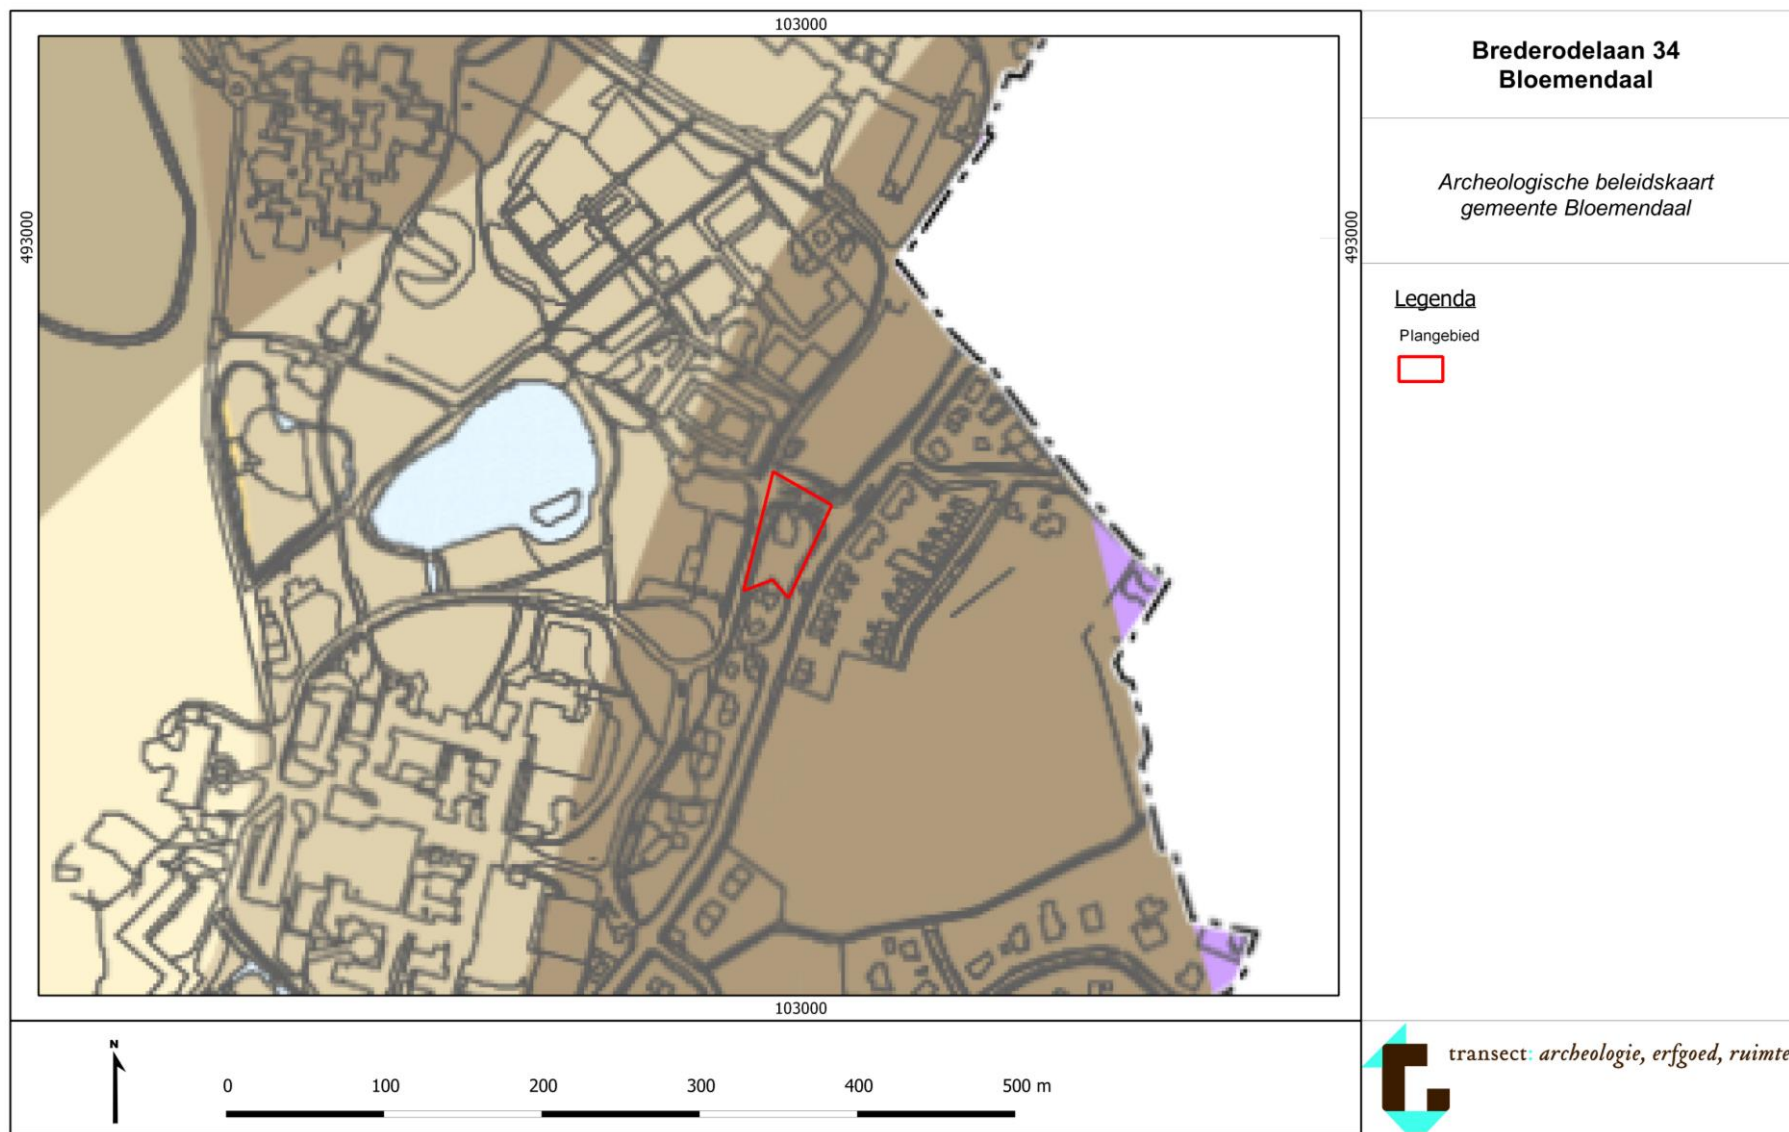 103000
Brederodelaan 34
Bloemendaal
Archeologische beleidskaart
gemeente Bloemendaal
493000
493000
Legenda
Plangebied
103000
N
0 100 200 300 400 500 m
transect: archeologie, erfgoed, ruimte